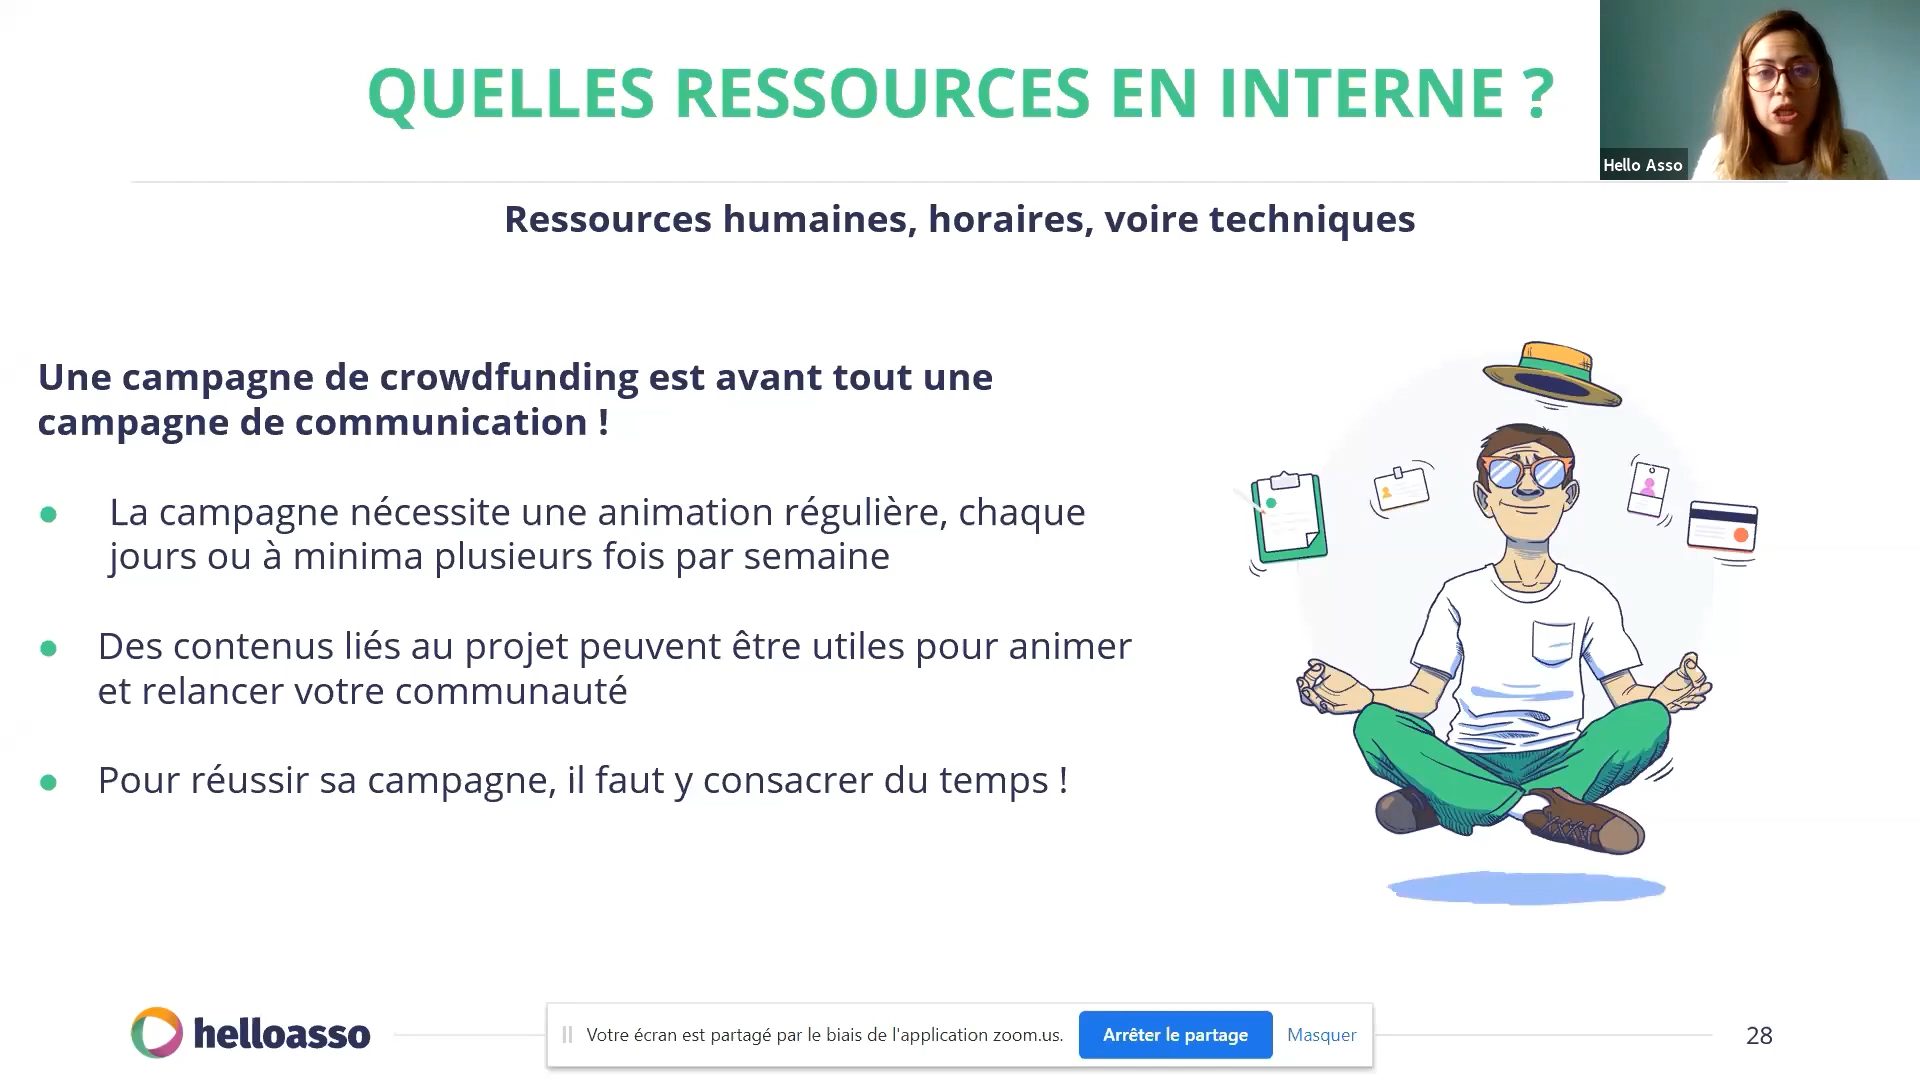 QUELLES RESSOURCES EN INTERNE ?
Hello Asso
Ressources humaines, horaires, voire techniques
Une campagne de crowdfunding est avant tout une
campagne de communication !
La campagne nécessite une animation régulière, chaque
jours ou à minima plusieurs fois par semaine
Des contenus liés au projet peuvent être utiles pour animer
et relancer votre communauté
Pour réussir sa campagne, il faut y consacrer du temps !
helloasso
Votre écran est partagé par le biais de l'application zoom.us.
Arrêter le partage
Masquer
28